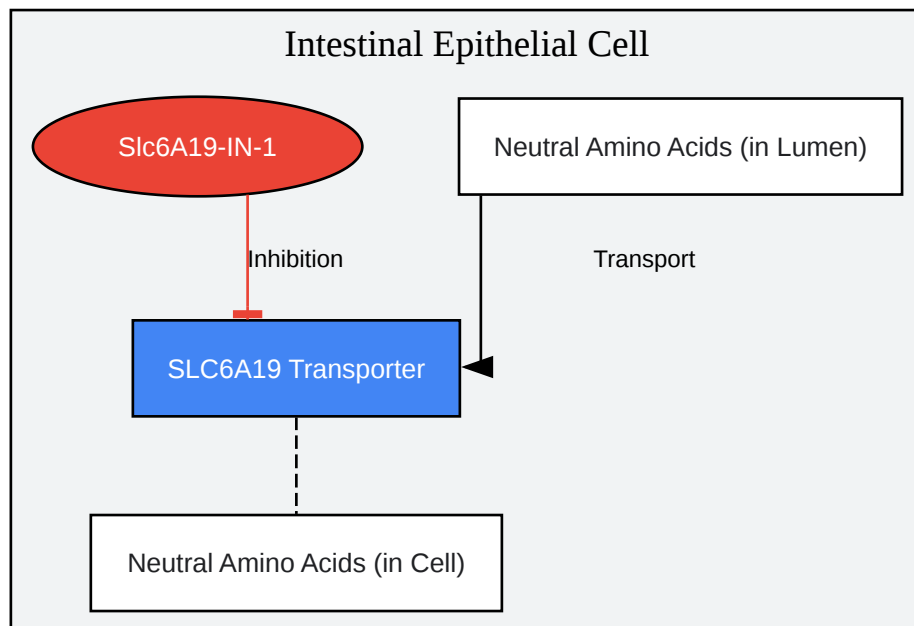 Intestinal Epithelial Cell
Slc6A19-IN-1
Neutral Amino Acids (in Lumen)
Inhibition
Transport
SLC6A19 Transporter
Neutral Amino Acids (in Cell)